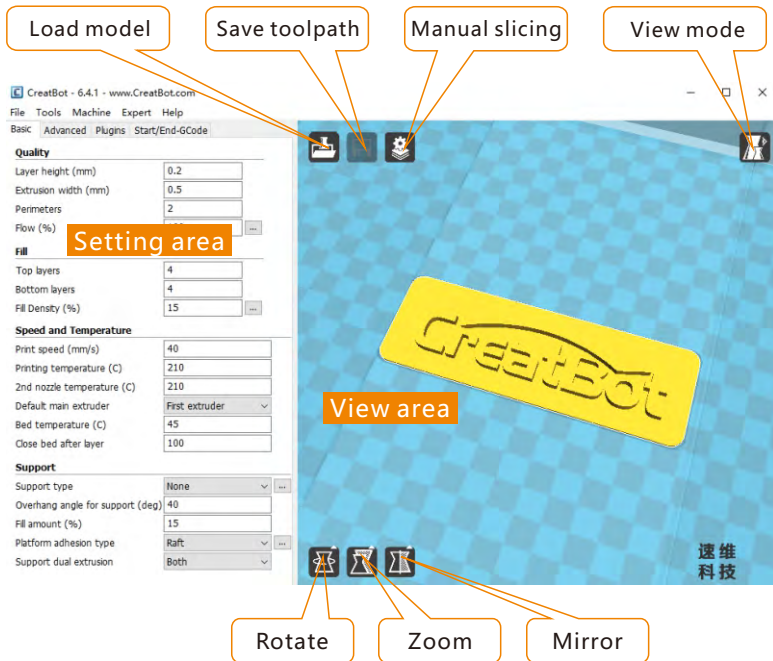 Load model
Save toolpath
Manual slicing
View mode
CreatBot - 6.4.1 - www.CreatBot.com
File Tools Machine Expert Help
Basic Advanced Plugins Start/End-GCode
Quality
Layer height (mm) 0.2
Extrusion width (mm) 0.5
Perimeters 2
Flow (%) ...
Setting area
Fill
Top layers 4
Bottom layers 4
Fill Density (%) 15 ...
Speed and Temperature
Print speed (mm/s) 40
Printing temperature (C) 210
2nd nozzle temperature (C) 210
Default main extruder First extruder
Bed temperature (C) 45
Close bed after layer 100
Support
Support type None ...
Overhang angle for support (deg) 40
Fill amount (%) 15
Platform adhesion type Raft ...
Support dual extrusion Both
CreatBot
View area
速维
科技
Rotate
Zoom
Mirror